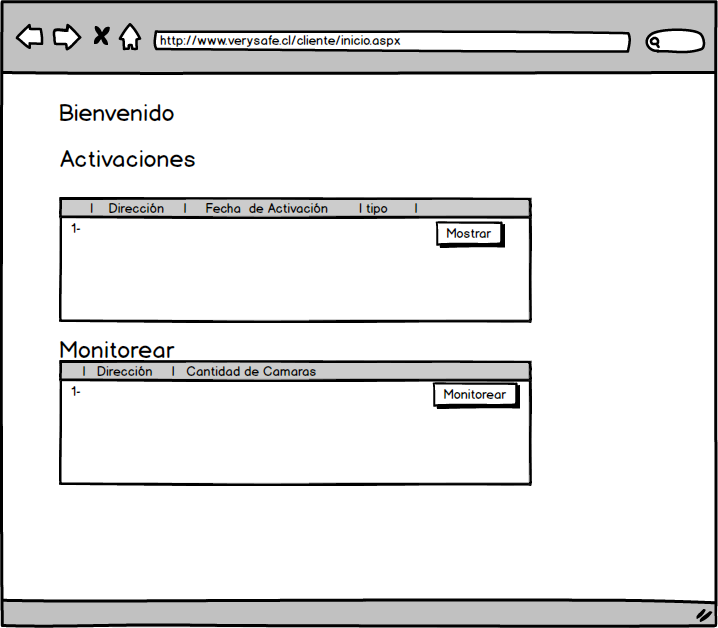 http://www.verysafe.cl/cliente/inicio.aspx
Bienvenido
Activaciones
| Dirección | Fecha de Activación | tipo |
1- Mostrar
Monitorear
| Dirección | Cantidad de Camaras
1- Monitorear